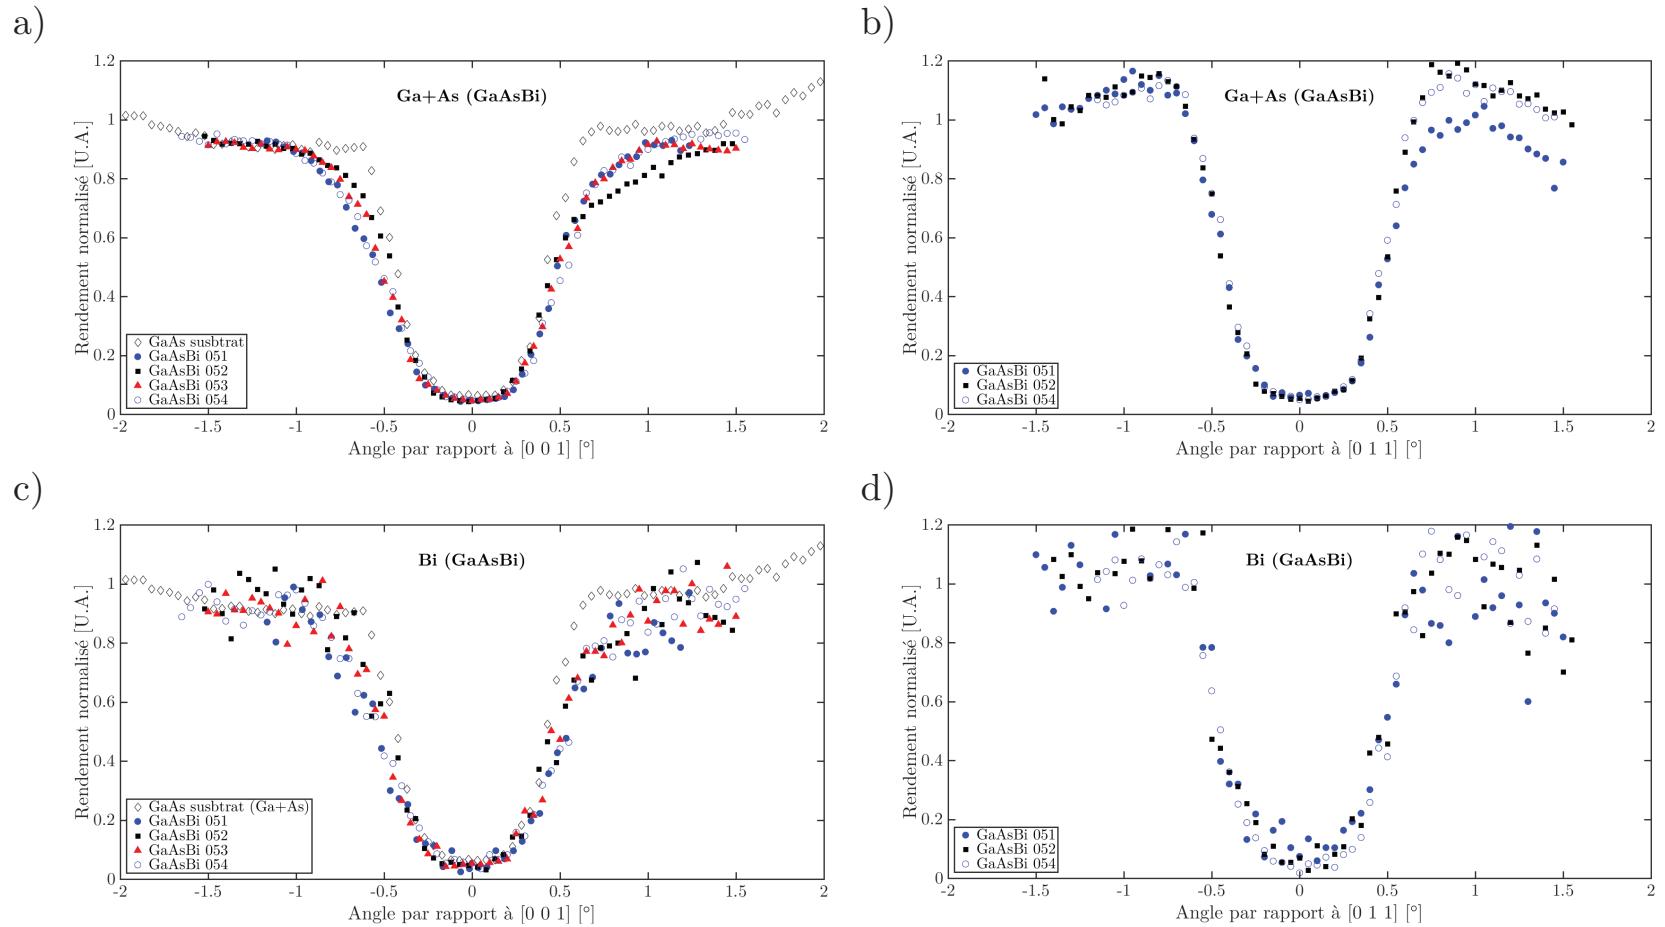 a)
Ga+As (GaAsBi)
Rendement normalisé [U.A.]
1.2
1
0.8
0.6
0.4
0.2
0
GaAs susbtrat
GaAsBi 051
GaAsBi 052
GaAsBi 053
GaAsBi 054
-2 -1.5 -1 -0.5 0 0.5 1 1.5 2
Angle par rapport à [0 0 1] [°]
b)
Ga+As (GaAsBi)
Rendement normalisé [U.A.]
1.2
1
0.8
0.6
0.4
0.2
0
GaAsBi 051
GaAsBi 052
GaAsBi 054
-2 -1.5 -1 -0.5 0 0.5 1 1.5 2
Angle par rapport à [0 1 1] [°]
c)
Bi (GaAsBi)
Rendement normalisé [U.A.]
1.2
1
0.8
0.6
0.4
0.2
0
GaAs susbtrat (Ga+As)
GaAsBi 051
GaAsBi 052
GaAsBi 053
GaAsBi 054
-2 -1.5 -1 -0.5 0 0.5 1 1.5 2
Angle par rapport à [0 0 1] [°]
d)
Bi (GaAsBi)
Rendement normalisé [U.A.]
1.2
1
0.8
0.6
0.4
0.2
0
GaAsBi 051
GaAsBi 052
GaAsBi 054
-2 -1.5 -1 -0.5 0 0.5 1 1.5 2
Angle par rapport à [0 1 1] [°]